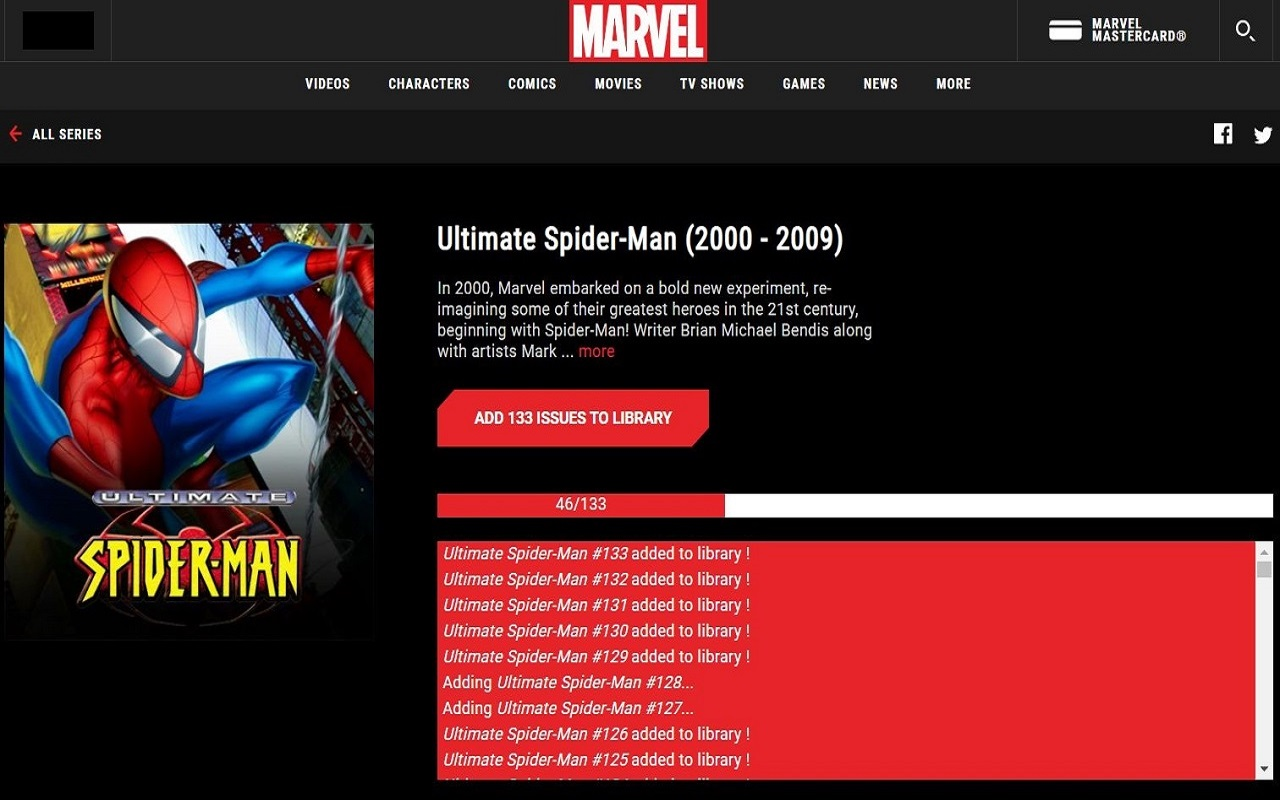 MARVEL
MARVEL
MASTERCARD®
VIDEOS
CHARACTERS
COMICS
MOVIES
TV SHOWS
GAMES
NEWS
MORE
ALL SERIES
ULTIMATE
SPIDER-MAN
Ultimate Spider-Man (2000 - 2009)
In 2000, Marvel embarked on a bold new experiment, re-
imagining some of their greatest heroes in the 21st century,
beginning with Spider-Man! Writer Brian Michael Bendis along
with artists Mark ... more
ADD 133 ISSUES TO LIBRARY
46/133
Ultimate Spider-Man #133 added to library !
Ultimate Spider-Man #132 added to library !
Ultimate Spider-Man #131 added to library !
Ultimate Spider-Man #130 added to library !
Ultimate Spider-Man #129 added to library !
Adding Ultimate Spider-Man #128...
Adding Ultimate Spider-Man #127...
Ultimate Spider-Man #126 added to library !
Ultimate Spider-Man #125 added to library !